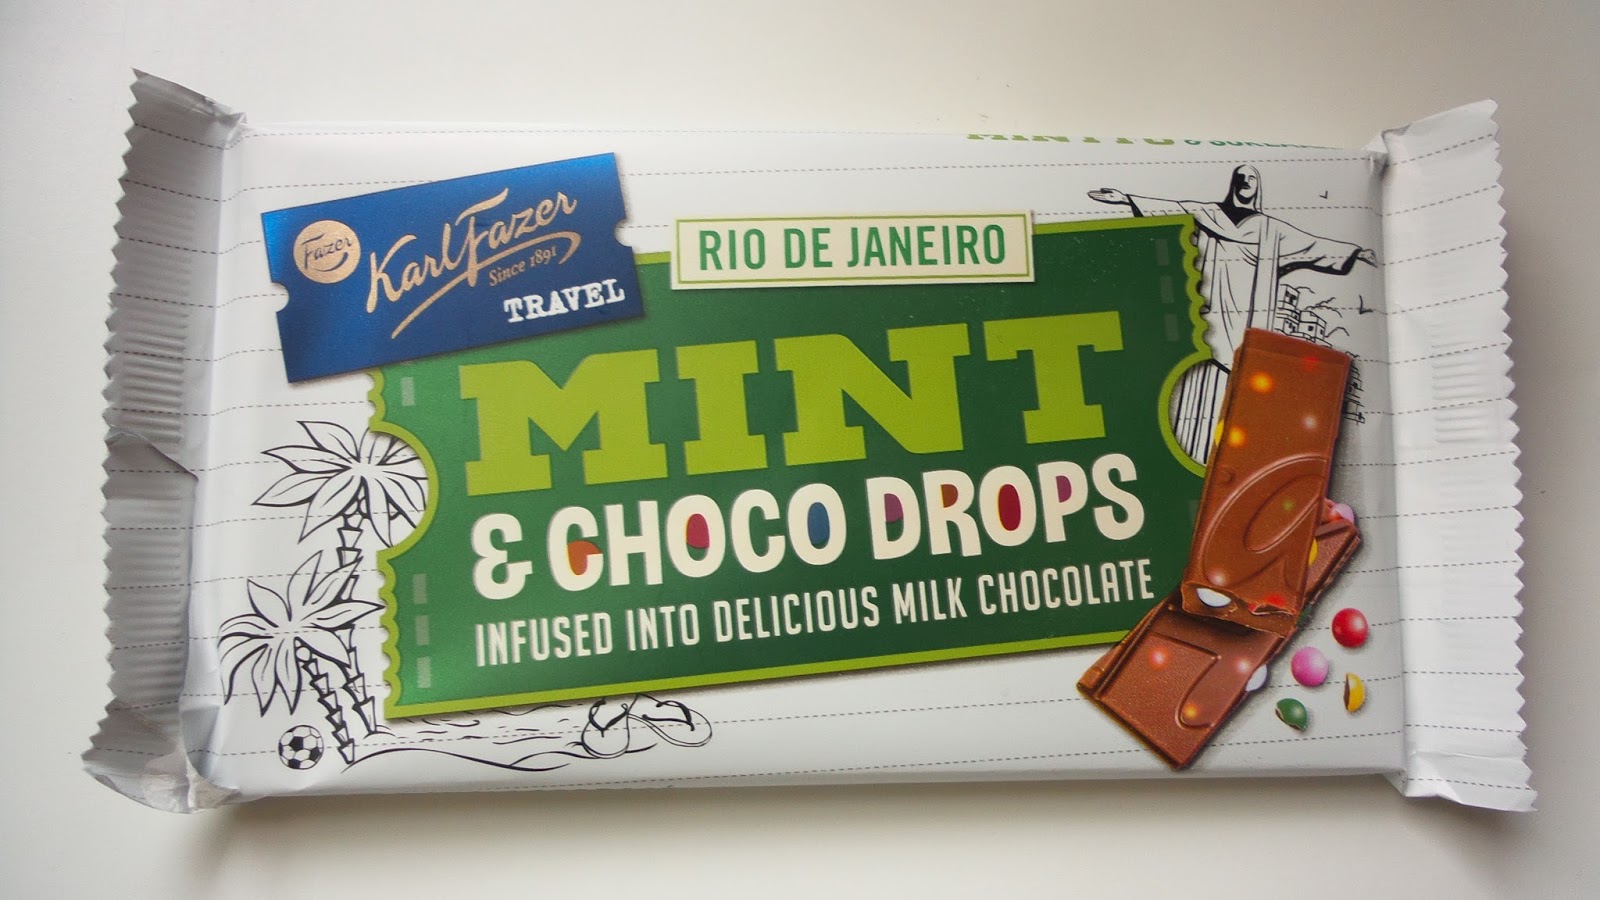 Fazer
Karl Fazer
Since 1891
TRAVEL
RIO DE JANEIRO
MINT
& CHOCO DROPS
INFUSED INTO DELICIOUS MILK CHOCOLATE